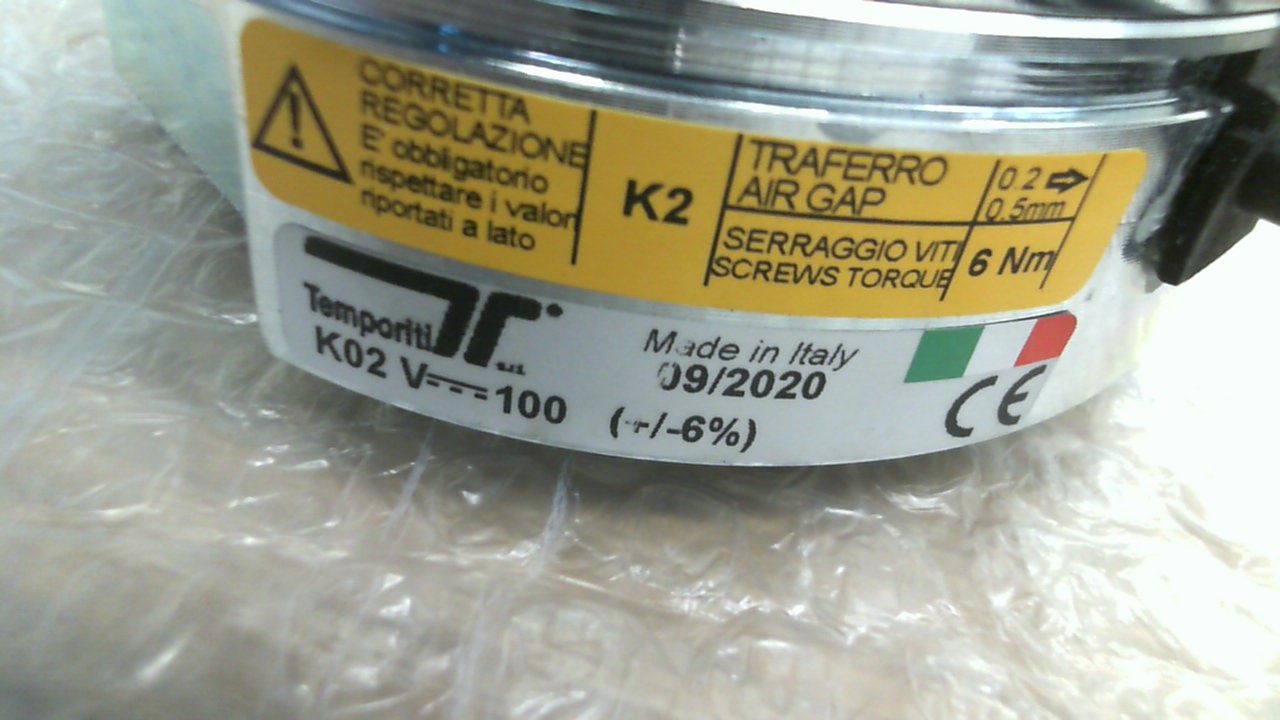 CORRETTA
REGOLAZIONE
E' obbligatorio
rispettare i valori
riportati a lato
K2
TRAFERRO
AIR GAP
0.2 ⇨
0.5mm
SERRAGGIO VITI
SCREWS TORQUE
6 Nm
Temporiti srl
K02 V⎓100 (+/-6%)
Made in Italy
09/2020
CE